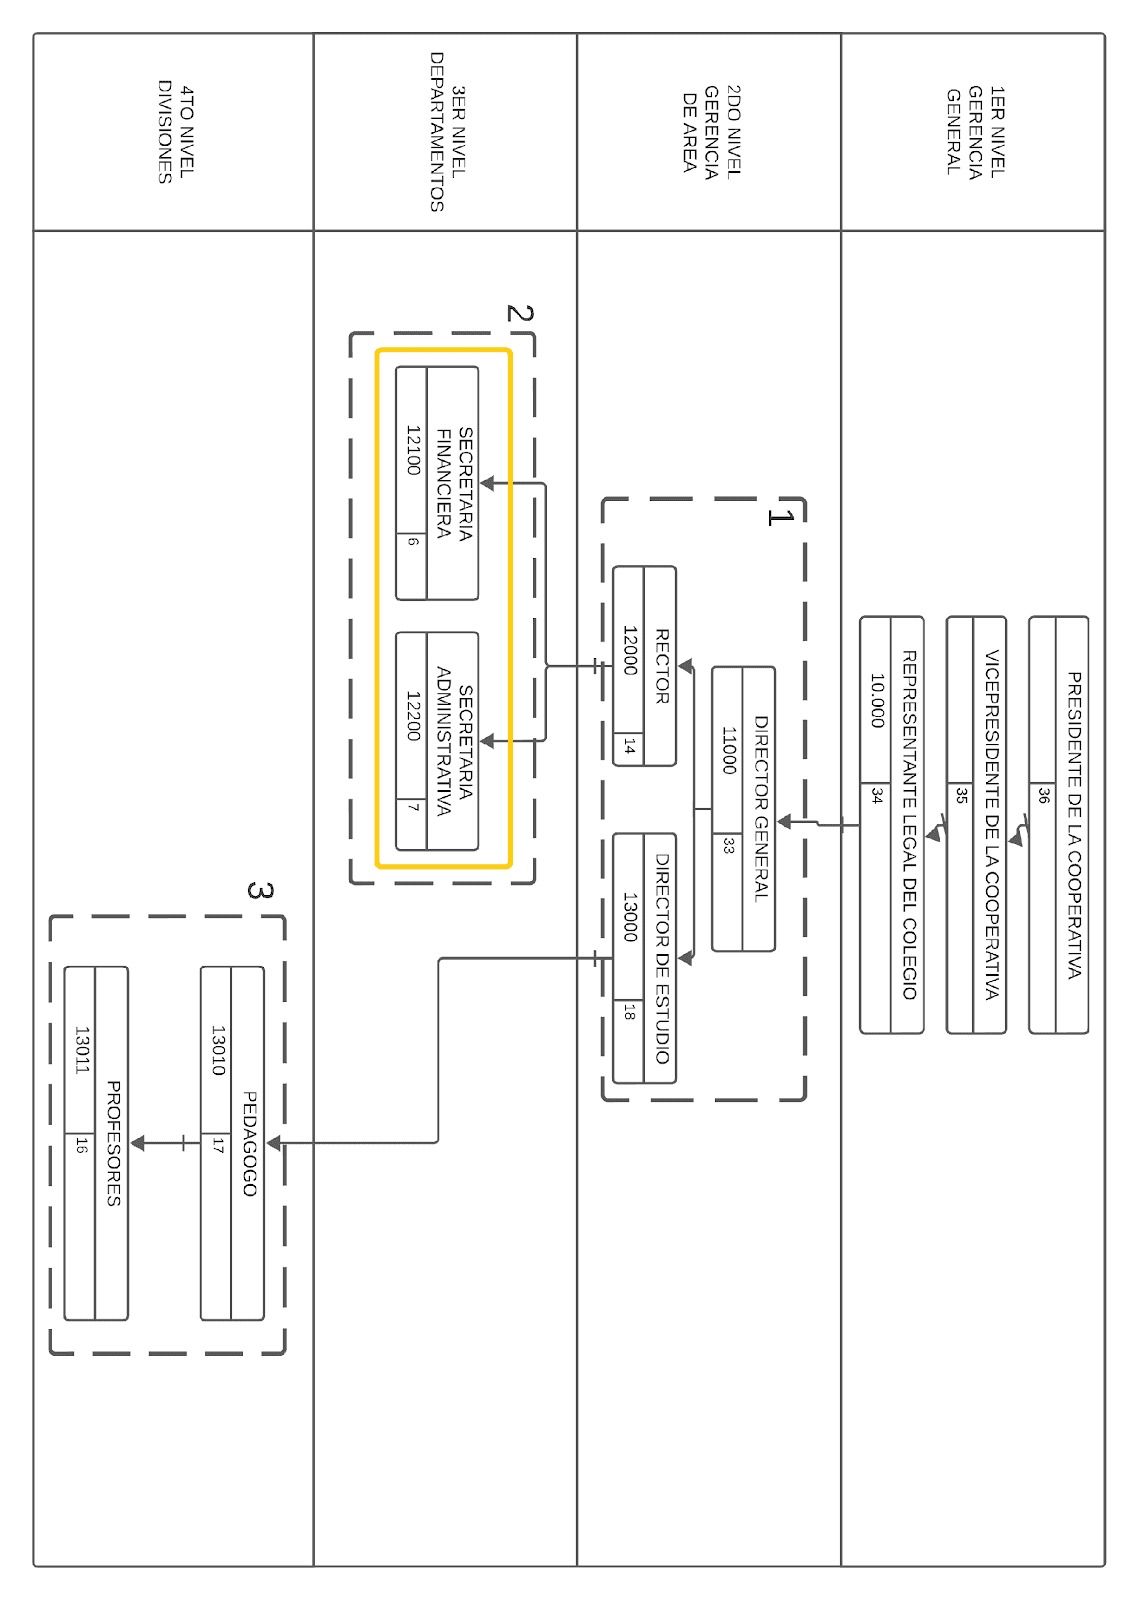 1ER NIVEL
GERENCIA
GENERAL
PRESIDENTE DE LA COOPERATIVA
36
VICEPRESIDENTE DE LA COOPERATIVA
35
REPRESENTANTE LEGAL DEL COLEGIO
10.000 34
2DO NIVEL
GERENCIA
DE AREA
1
DIRECTOR GENERAL
11000 33
RECTOR
12000 14
DIRECTOR DE ESTUDIO
13000 18
3ER NIVEL
DEPARTAMENTOS
2
SECRETARIA
FINANCIERA
12100 6
SECRETARIA
ADMINISTRATIVA
12200 7
4TO NIVEL
DIVISIONES
3
PEDAGOGO
13010 17
PROFESORES
13011 16